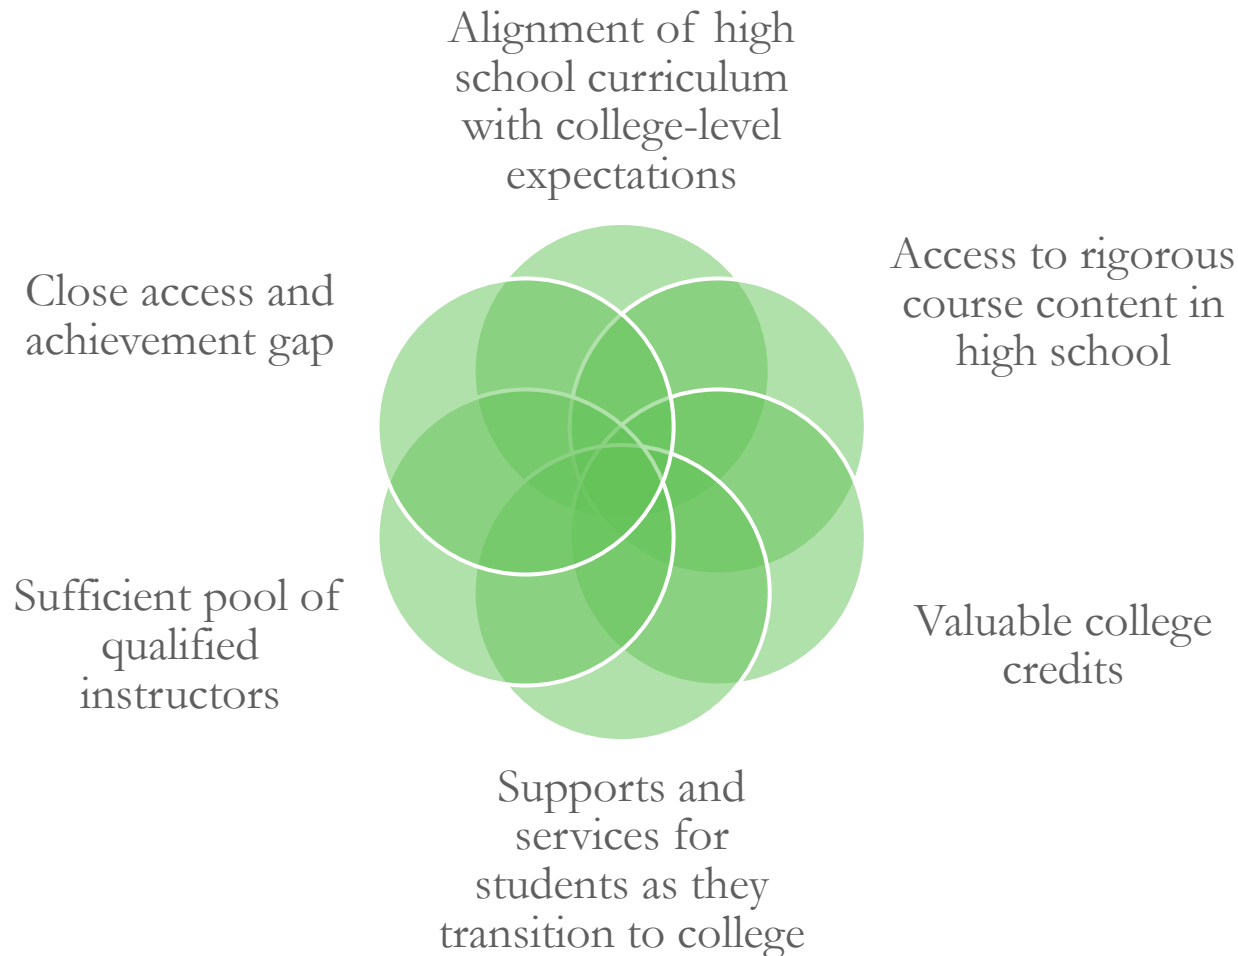 Alignment of high
school curriculum
with college-level
expectations
Access to rigorous
course content in
high school
Valuable college
credits
Supports and
services for
students as they
transition to college
Sufficient pool of
qualified
instructors
Close access and
achievement gap